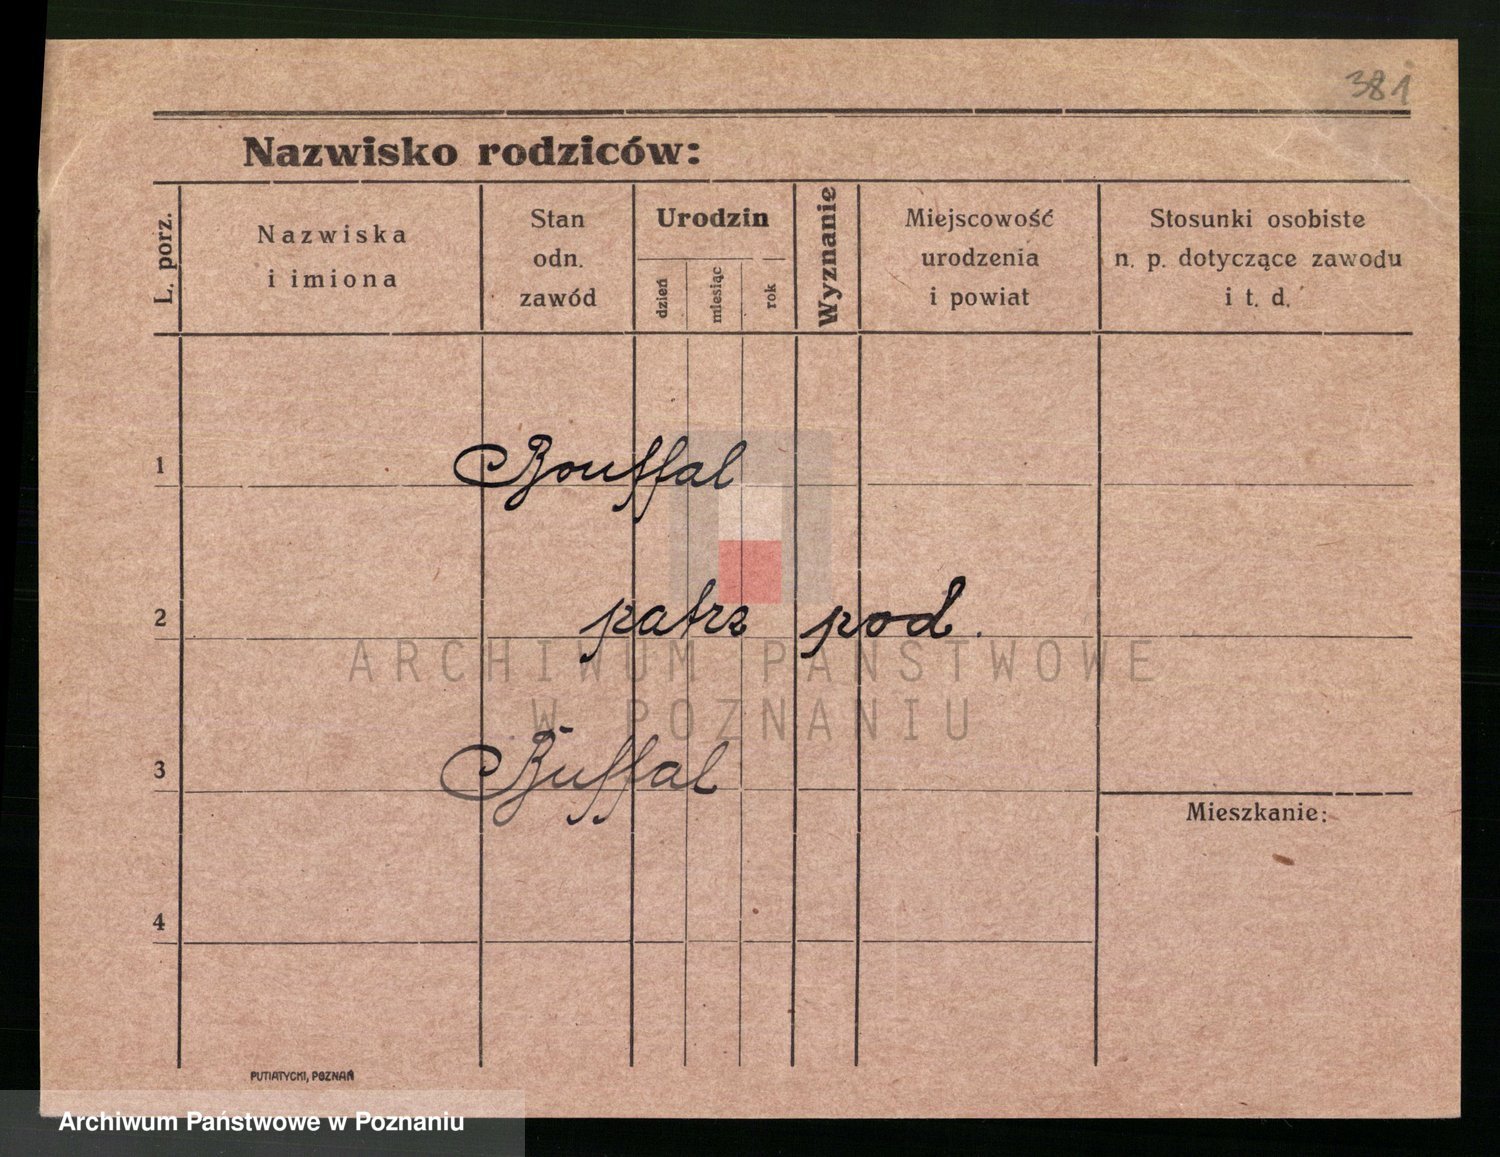 381
Nazwisko rodziców:
L. porz.
Nazwiska
i imiona
Stan
odn.
zawód
Urodzin
dzień
miesiąc
rok
Wyznanie
Miejscowość
urodzenia
i powiat
Stosunki osobiste
n. p. dotyczące zawodu
i t. d.
1
Bouffal
2
patrz pod.
ARCHIWUM PAŃSTWOWE
W POZNANIU
3
Buffal
Mieszkanie:
4
PUTIATYCKI, POZNAŃ
Archiwum Państwowe w Poznaniu